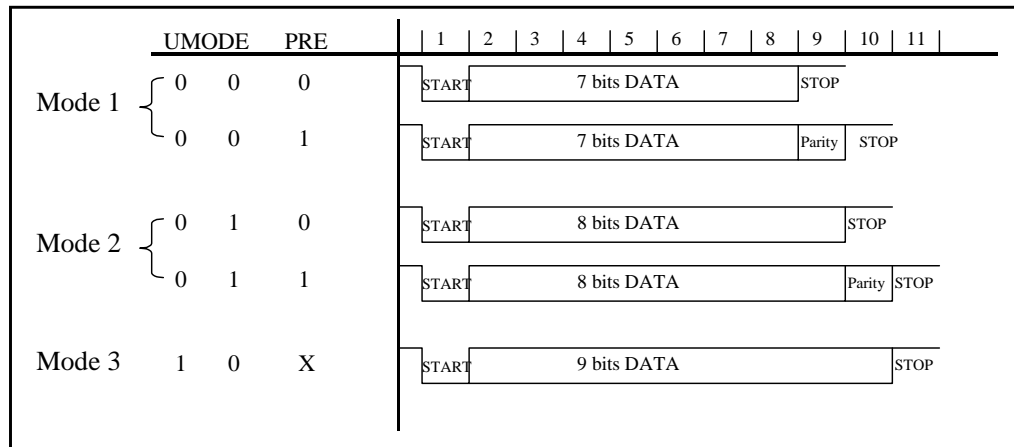 UMODE PRE | 1 | 2 | 3 | 4 | 5 | 6 | 7 | 8 | 9 | 10 | 11 |
Mode 1
0 0 0 START 7 bits DATA STOP
0 0 1 START 7 bits DATA Parity STOP
Mode 2
0 1 0 START 8 bits DATA STOP
0 1 1 START 8 bits DATA Parity STOP
Mode 3 1 0 X START 9 bits DATA STOP